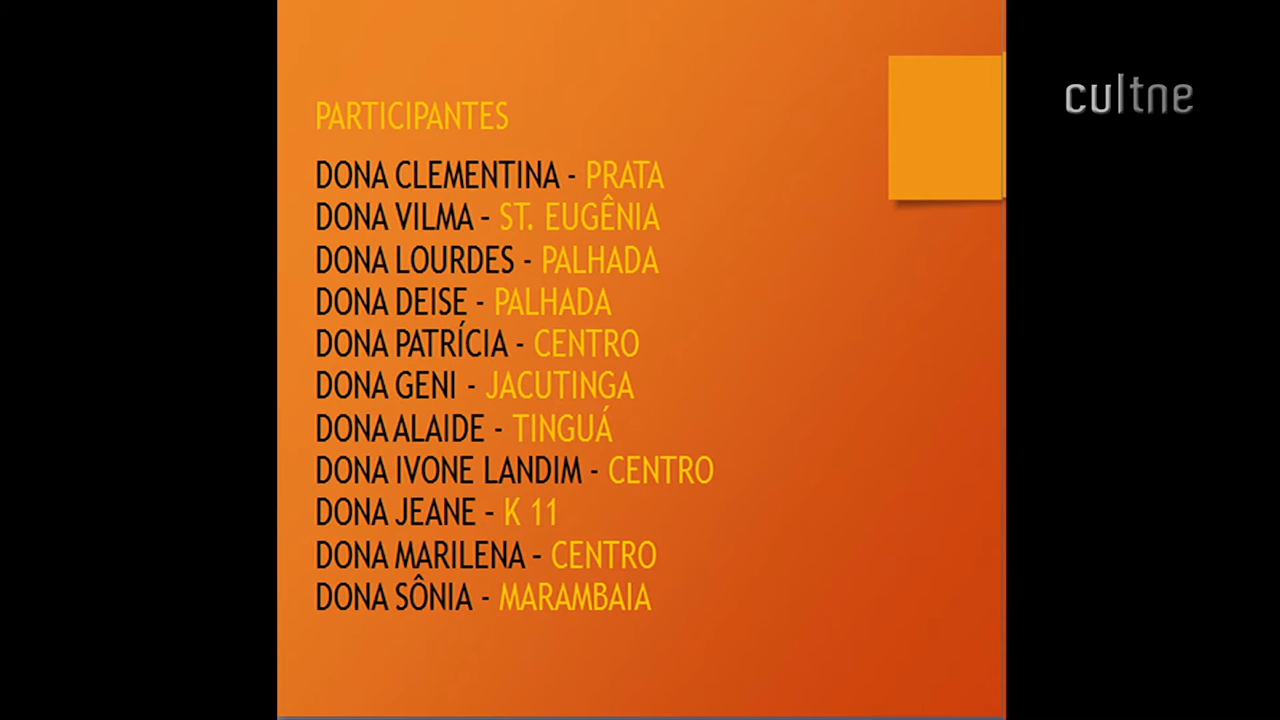 cultne
PARTICIPANTES
DONA CLEMENTINA - PRATA
DONA VILMA - ST. EUGÊNIA
DONA LOURDES - PALHADA
DONA DEISE - PALHADA
DONA PATRÍCIA - CENTRO
DONA GENI - JACUTINGA
DONA ALAIDE - TINGUÁ
DONA IVONE LANDIM - CENTRO
DONA JEANE - K 11
DONA MARILENA - CENTRO
DONA SÔNIA - MARAMBAIA